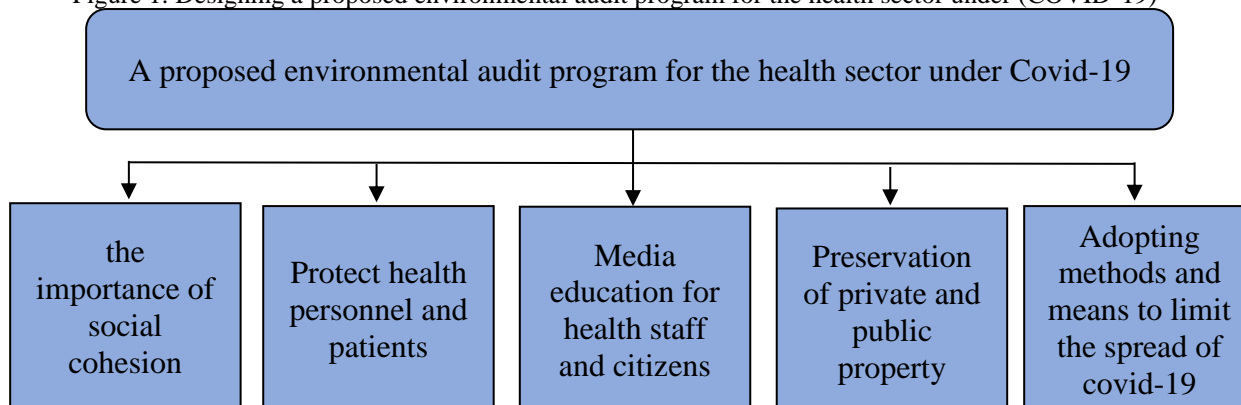 Figure 1: Designing a proposed environmental audit program for the health sector under (COVID-19)
A proposed environmental audit program for the health sector under Covid-19
the
importance of
social
cohesion
Protect health
personnel and
patients
Media
education for
health staff
and citizens
Preservation
of private and
public
property
Adopting
methods and
means to limit
the spread of
covid-19